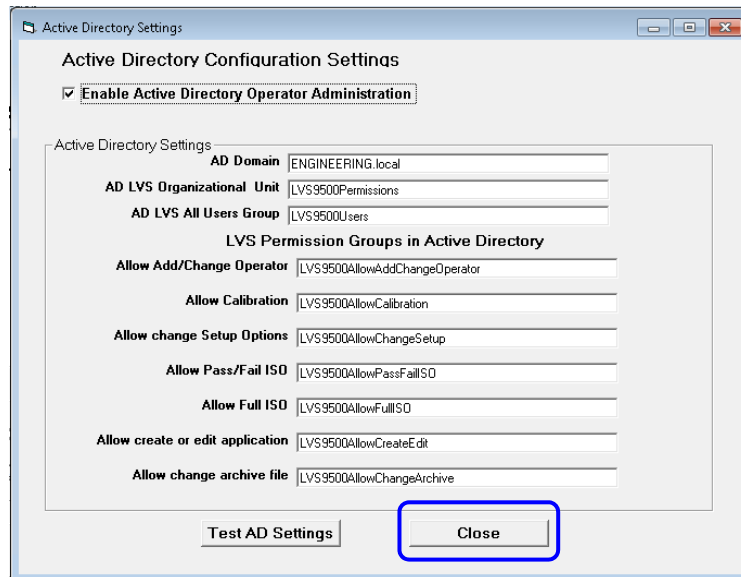 Active Directory Settings
Active Directory Configuration Settings
Enable Active Directory Operator Administration
Active Directory Settings
AD Domain ENGINEERING.local
AD LVS Organizational Unit LVS9500Permissions
AD LVS All Users Group LVS9500Users
LVS Permission Groups in Active Directory
Allow Add/Change Operator LVS9500AllowAddChangeOperator
Allow Calibration LVS9500AllowCalibration
Allow change Setup Options LVS9500AllowChangeSetup
Allow Pass/Fail ISO LVS9500AllowPassFailISO
Allow Full ISO LVS9500AllowFullISO
Allow create or edit application LVS9500AllowCreateEdit
Allow change archive file LVS9500AllowChangeArchive
Test AD Settings Close